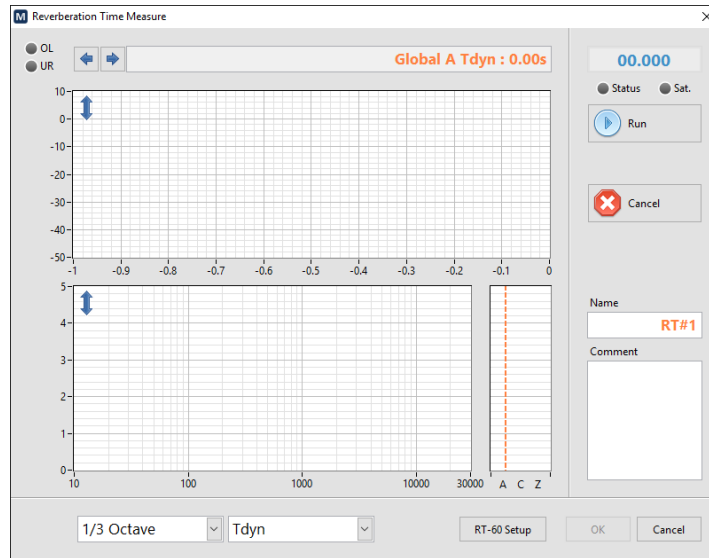 M Reverberation Time Measure
OL
UR
Global A Tdyn : 0.00s
00.000
Status Sat.
Run
Cancel
10
0
-10
-20
-30
-40
-50
-1 -0.9 -0.8 -0.7 -0.6 -0.5 -0.4 -0.3 -0.2 -0.1 0
5
4
3
2
1
0
10 100 1000 10000 30000
A C Z
Name
RT#1
Comment
1/3 Octave
Tdyn
RT-60 Setup
OK
Cancel